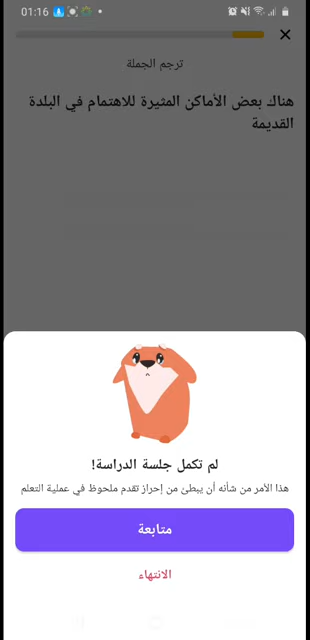 01:16
ترجم الجملة
هناك بعض الأماكن المثيرة للاهتمام في البلدة
القديمة
لم تكمل جلسة الدراسة!
هذا الأمر من شأنه أن يبطئ من إحراز تقدم ملحوظ في عملية التعلم
متابعة
الانتهاء